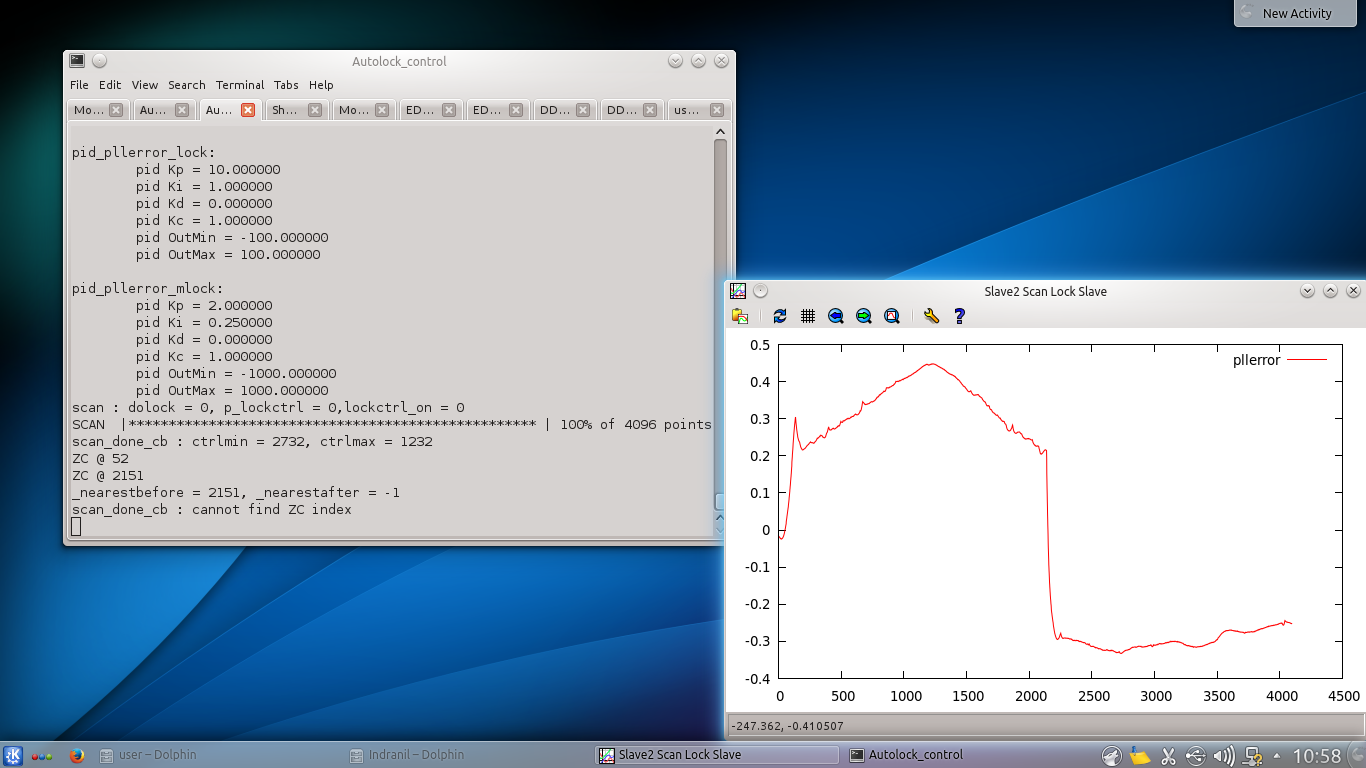 New Activity
Autolock_control
File Edit View Search Terminal Tabs Help
Mo... Au... Au... Sh... Mo... ED... ED... DD... DD... us...
pid_pllerror_lock:
pid Kp = 10.000000
pid Ki = 1.000000
pid Kd = 0.000000
pid Kc = 1.000000
pid OutMin = -100.000000
pid OutMax = 100.000000
pid_pllerror_mlock:
pid Kp = 2.000000
pid Ki = 0.250000
pid Kd = 0.000000
pid Kc = 1.000000
pid OutMin = -1000.000000
pid OutMax = 1000.000000
scan : dolock = 0, p_lockctrl = 0,lockctrl_on = 0
SCAN |*************************************************** | 100% of 4096 points
scan_done_cb : ctrlmin = 2732, ctrlmax = 1232
ZC @ 52
ZC @ 2151
_nearestbefore = 2151, _nearestafter = -1
scan_done_cb : cannot find ZC index
Slave2 Scan Lock Slave
pllerror
0.5
0.4
0.3
0.2
0.1
0
-0.1
-0.2
-0.3
-0.4
0 500 1000 1500 2000 2500 3000 3500 4000 4500
-247.362, -0.410507
user – Dolphin Indranil – Dolphin Slave2 Scan Lock Slave Autolock_control 10:58